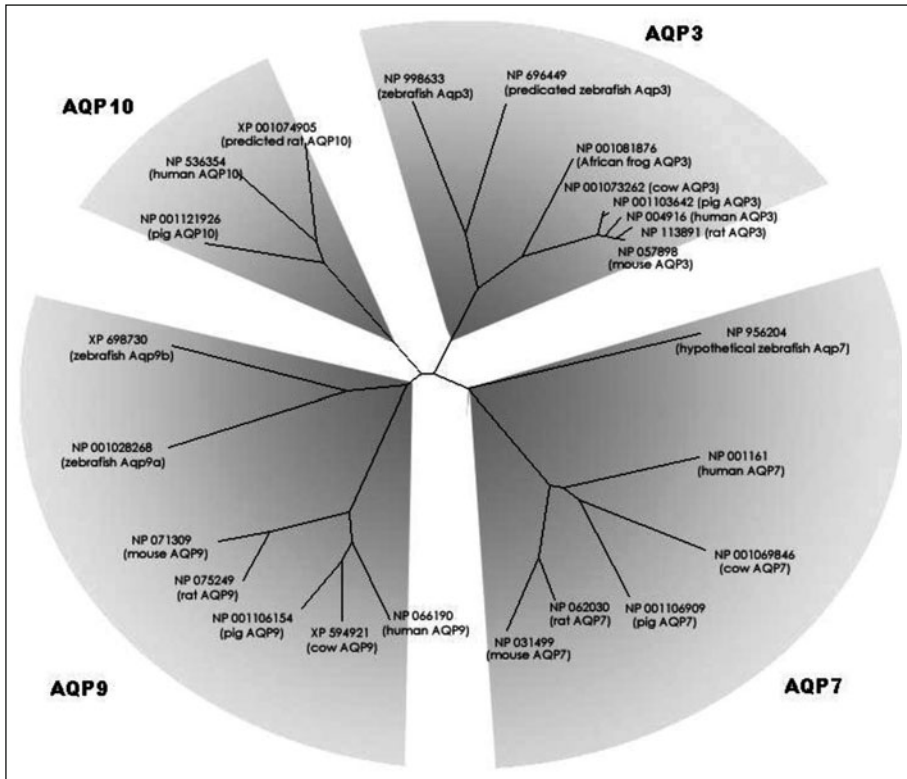 AQP3
NP 998633
(zebrafish Aqp3)
NP 696449
(predicated zebrafish Aqp3)
NP 001081876
(African frog AQP3)
NP 001073262 (cow AQP3)
NP 001103642 (pig AQP3)
NP 004916 (human AQP3)
NP 113891 (rat AQP3)
NP 057898
(mouse AQP3)
AQP10
XP 001074905
(predicted rat AQP10)
NP 536354
(human AQP10)
NP 001121926
(pig AQP10)
XP 698730
(zebrafish Aqp9b)
NP 001028268
(zebrafish Aqp9a)
NP 071309
(mouse AQP9)
NP 075249
(rat AQP9)
NP 001106154
(pig AQP9)
XP 594921
(cow AQP9)
NP 066190
(human AQP9)
AQP9
NP 956204
(hypothetical zebrafish Aqp7)
NP 001161
(human AQP7)
NP 001069846
(cow AQP7)
NP 001106909
(pig AQP7)
NP 062030
(rat AQP7)
NP 031499
(mouse AQP7)
AQP7